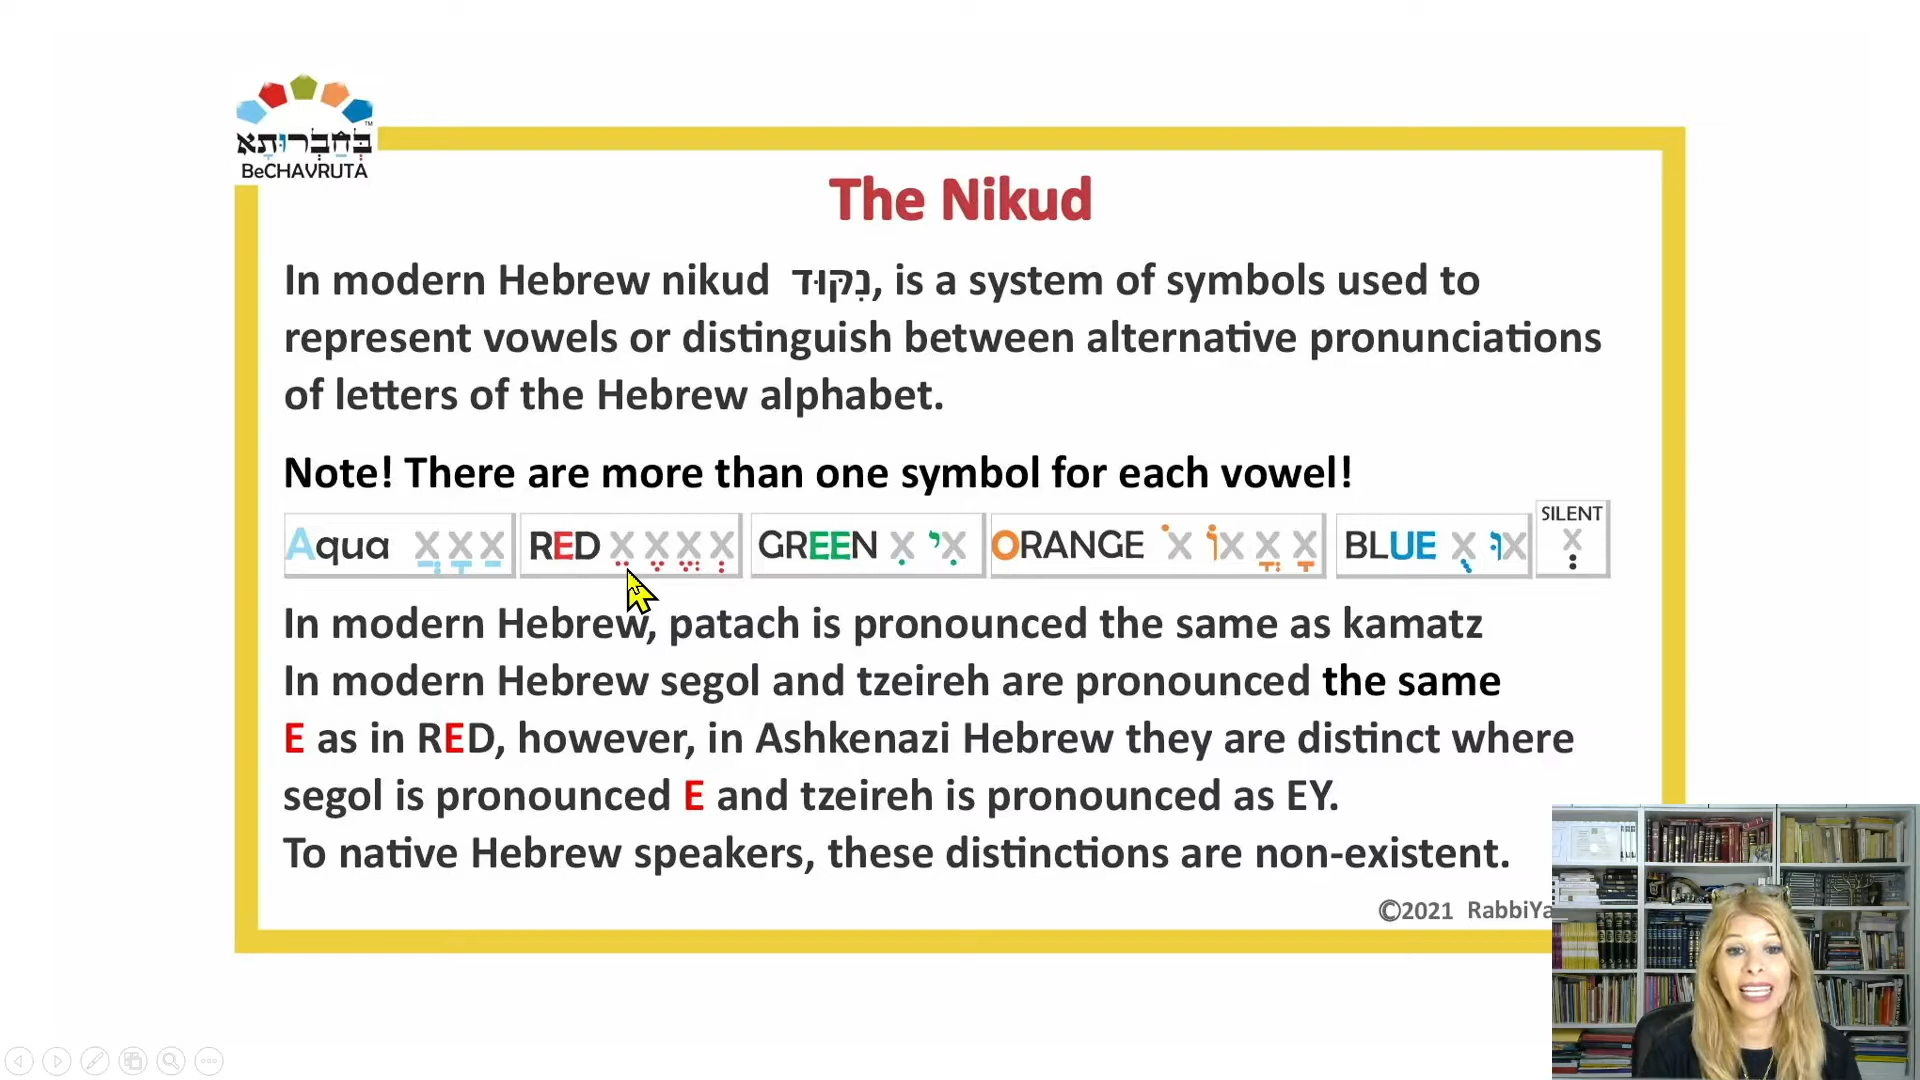 בְּחַבְרוּתָא
TM
BeCHAVRUTA
The Nikud
In modern Hebrew nikud נִקּוּד, is a system of symbols used to
represent vowels or distinguish between alternative pronunciations
of letters of the Hebrew alphabet.
Note! There are more than one symbol for each vowel!
Aqua X X X RED X X X X GREEN X X ORANGE X X X X BLUE X X SILENT X
In modern Hebrew, patach is pronounced the same as kamatz
In modern Hebrew segol and tzeireh are pronounced the same
E as in RED, however, in Ashkenazi Hebrew they are distinct where
segol is pronounced E and tzeireh is pronounced as EY.
To native Hebrew speakers, these distinctions are non-existent.
©2021 RabbiYa